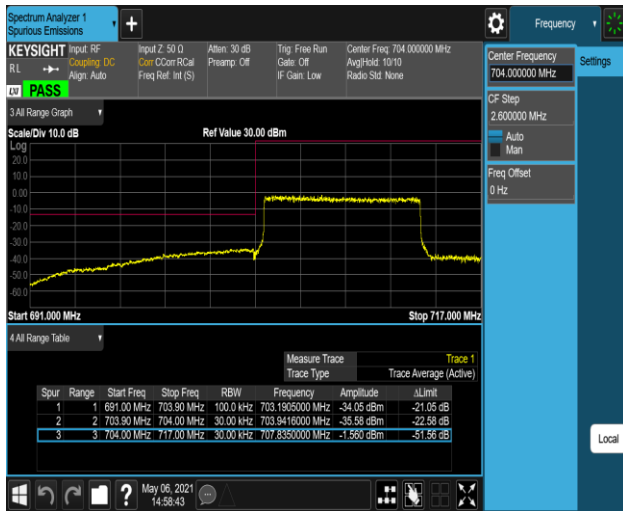 Spectrum Analyzer 1
Spurious Emissions
+
Frequency
KEYSIGHT Input: RF Input Z: 50 Ω Atten: 30 dB Trig: Free Run Center Freq: 704.000000 MHz
RL Coupling: DC Corr CCorr RCal Preamp: Off Gate: Off Avg|Hold: 10/10
Align: Auto Freq Ref: Int (S) IF Gain: Low Radio Std: None
LXI PASS
Center Frequency
704.000000 MHz
Settings
CF Step
2.600000 MHz
Auto
Man
Freq Offset
0 Hz
3 All Range Graph
Scale/Div 10.0 dB Ref Value 30.00 dBm
Log
20.0
10.0
0.00
-10.0
-20.0
-30.0
-40.0
-50.0
-60.0
Start 691.000 MHz Stop 717.000 MHz
4 All Range Table
Measure Trace Trace 1
Trace Type Trace Average (Active)
Spur Range Start Freq Stop Freq RBW Frequency Amplitude ΔLimit
1 1 691.00 MHz 703.90 MHz 100.0 kHz 703.1905000 MHz -34.05 dBm -21.05 dB
2 2 703.90 MHz 704.00 MHz 30.00 kHz 703.9416000 MHz -35.58 dBm -22.58 dB
3 3 704.00 MHz 717.00 MHz 30.00 kHz 707.8350000 MHz -1.560 dBm -51.56 dB
Local
? May 06, 2021
14:58:43